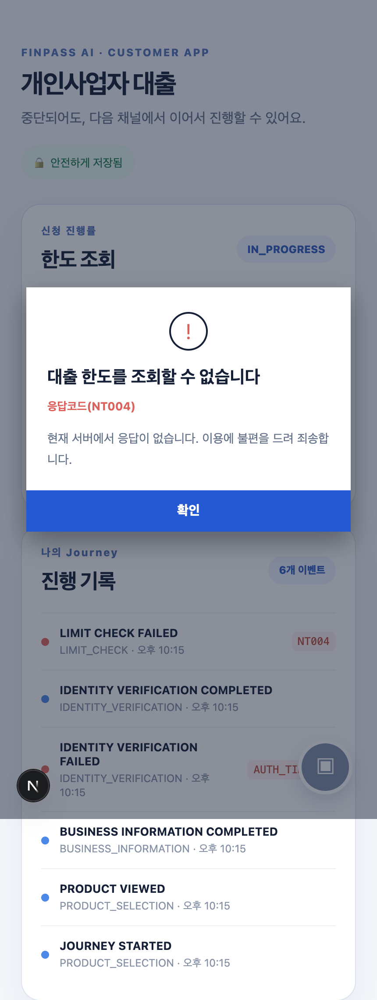 FINPASS AI · CUSTOMER APP
개인사업자 대출
중단되어도, 다음 채널에서 이어서 진행할 수 있어요.
🔒 안전하게 저장됨
신청 진행률
한도 조회
IN_PROGRESS
!
대출 한도를 조회할 수 없습니다
응답코드(NT004)
현재 서버에서 응답이 없습니다. 이용에 불편을 드려 죄송합
니다.
확인
나의 Journey
진행 기록
6개 이벤트
LIMIT CHECK FAILED
LIMIT_CHECK · 오후 10:15
NT004
IDENTITY VERIFICATION COMPLETED
IDENTITY_VERIFICATION · 오후 10:15
IDENTITY VERIFICATION
FAILED
IDENTITY_VERIFICATION · 오후
10:15
N
BUSINESS INFORMATION COMPLETED
BUSINESS_INFORMATION · 오후 10:15
PRODUCT VIEWED
PRODUCT_SELECTION · 오후 10:15
JOURNEY STARTED
PRODUCT_SELECTION · 오후 10:15